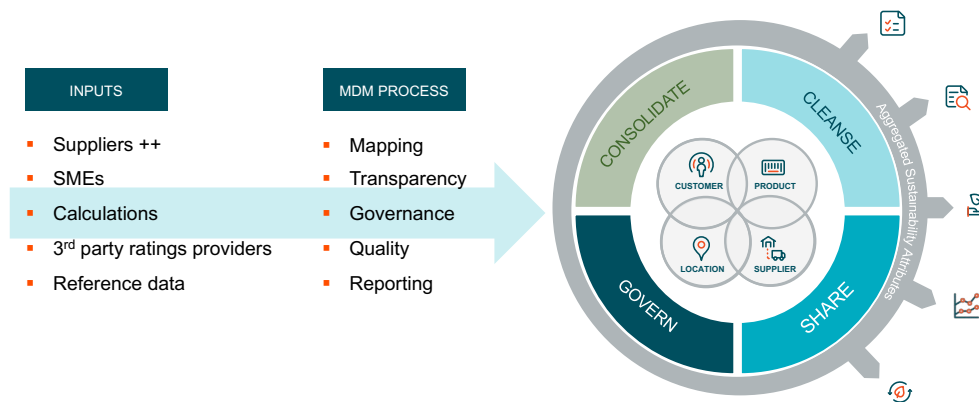 INPUTS
Suppliers ++
SMEs
Calculations
3rd party ratings providers
Reference data
MDM PROCESS
Mapping
Transparency
Governance
Quality
Reporting
CONSOLIDATE
CLEANSE
GOVERN
SHARE
CUSTOMER
PRODUCT
LOCATION
SUPPLIER
Aggregated Sustainability Attributes